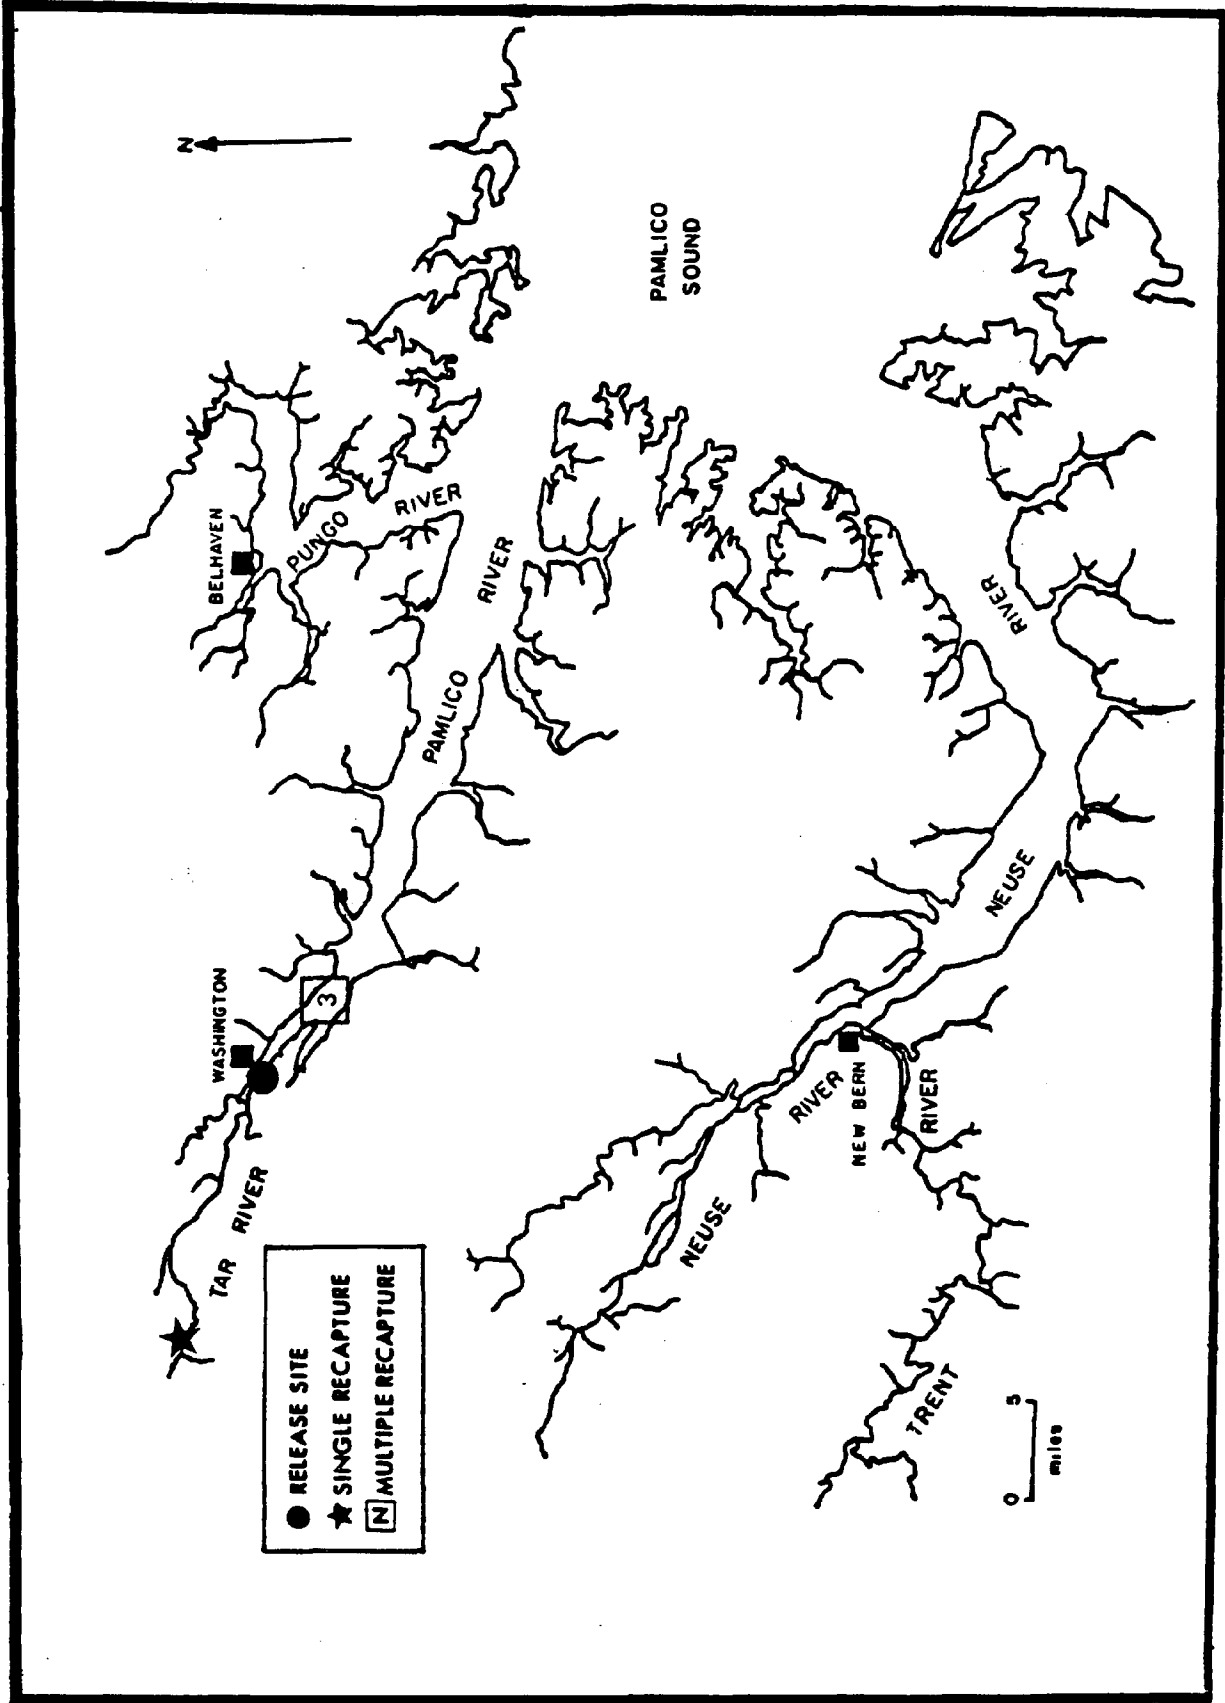 N
BELHAVEN
PUNGO
RIVER
PAMLICO
SOUND
WASHINGTON
3
PAMLICO
RIVER
TAR
RIVER
RELEASE SITE
SINGLE RECAPTURE
N MULTIPLE RECAPTURE
NEUSE
RIVER
NEW BERN
NEUSE
RIVER
TRENT
RIVER
0 5
miles